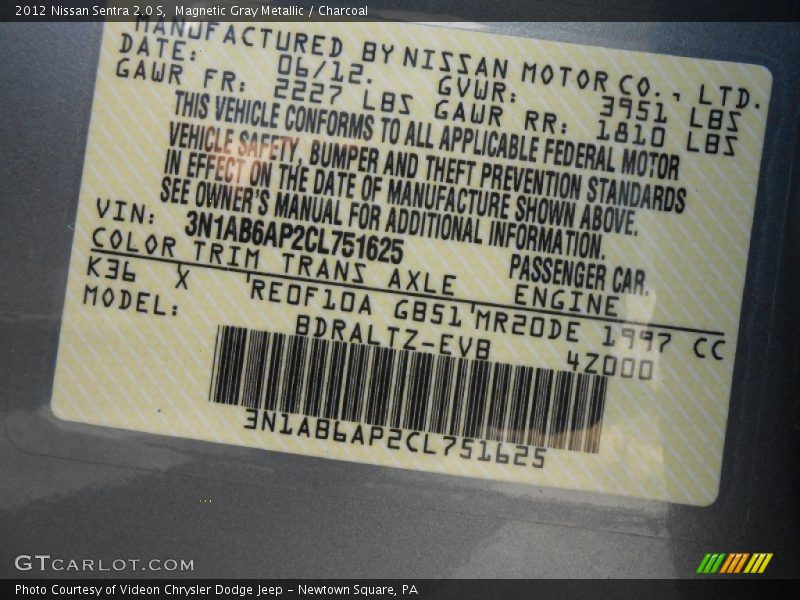 2012 Nissan Sentra 2.0 S, Magnetic Gray Metallic / Charcoal
MANUFACTURED BY NISSAN MOTOR CO., LTD.
DATE: 06/12. GVWR: 3951 LBS
GAWR FR: 2227 LBS GAWR RR: 1810 LBS
THIS VEHICLE CONFORMS TO ALL APPLICABLE FEDERAL MOTOR
VEHICLE SAFETY, BUMPER AND THEFT PREVENTION STANDARDS
IN EFFECT ON THE DATE OF MANUFACTURE SHOWN ABOVE.
SEE OWNER'S MANUAL FOR ADDITIONAL INFORMATION.
VIN: 3N1AB6AP2CL751625 PASSENGER CAR.
COLOR TRIM TRANS AXLE ENGINE
K36 X RE0F10A GB51 MR20DE 1997 CC
MODEL: BDRALTZ-EVB 4Z000
3N1AB6AP2CL751625
GTCARLOT.COM
Photo Courtesy of Videon Chrysler Dodge Jeep – Newtown Square, PA